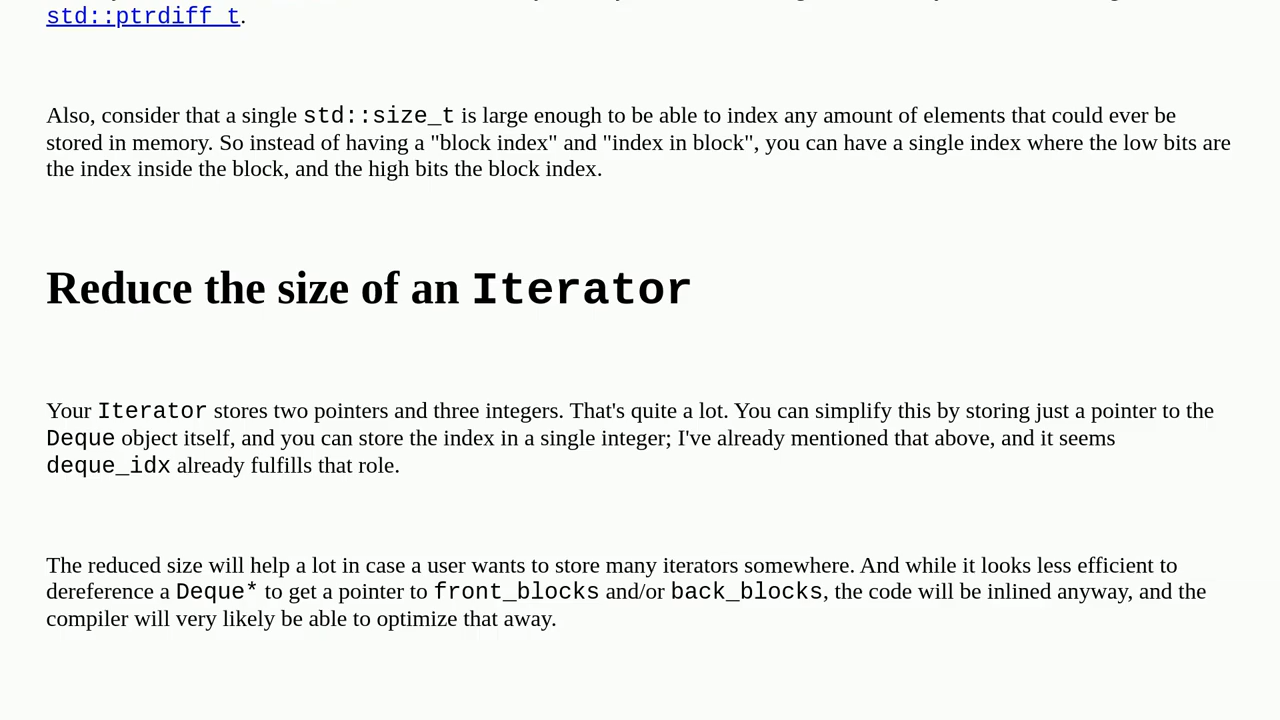 std::ptrdiff_t.
Also, consider that a single std::size_t is large enough to be able to index any amount of elements that could ever be
stored in memory. So instead of having a "block index" and "index in block", you can have a single index where the low bits are
the index inside the block, and the high bits the block index.
Reduce the size of an Iterator
Your Iterator stores two pointers and three integers. That's quite a lot. You can simplify this by storing just a pointer to the
Deque object itself, and you can store the index in a single integer; I've already mentioned that above, and it seems
deque_idx already fulfills that role.
The reduced size will help a lot in case a user wants to store many iterators somewhere. And while it looks less efficient to
dereference a Deque* to get a pointer to front_blocks and/or back_blocks, the code will be inlined anyway, and the
compiler will very likely be able to optimize that away.